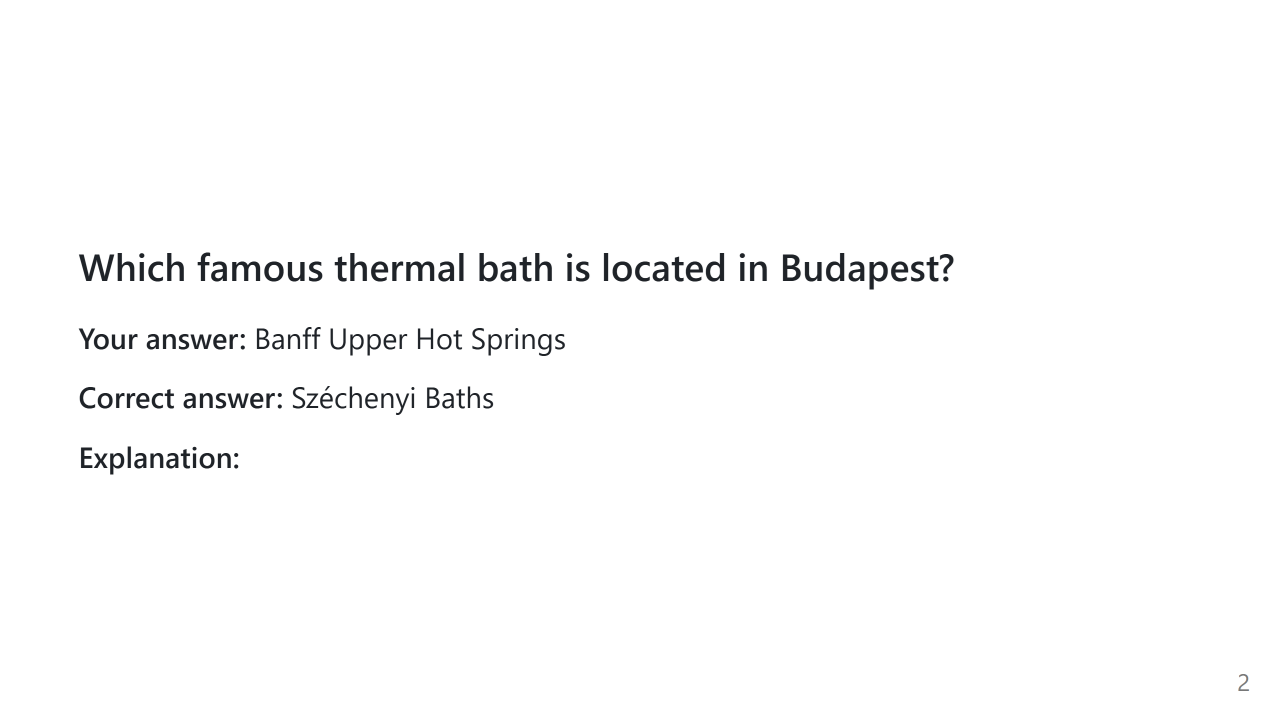 Which famous thermal bath is located in Budapest?
Your answer: Banff Upper Hot Springs
Correct answer: Széchenyi Baths
Explanation:
2